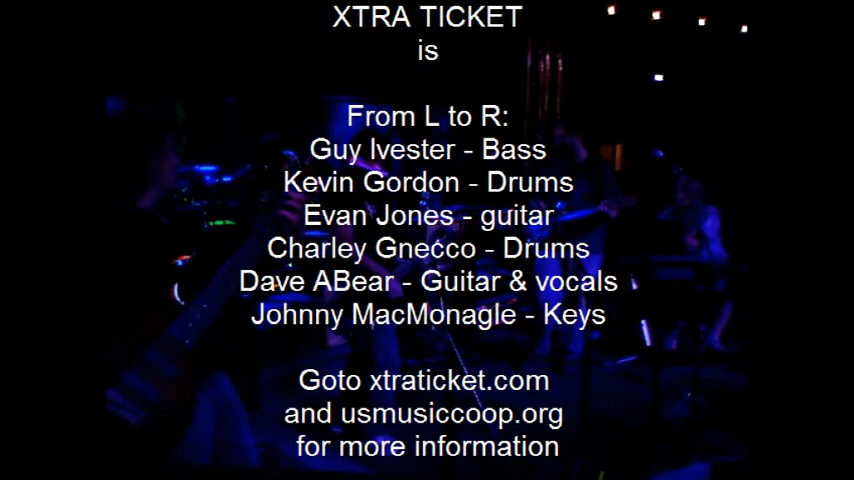 XTRA TICKET
is
From L to R:
Guy Ivester - Bass
Kevin Gordon - Drums
Evan Jones - guitar
Charley Gnecco - Drums
Dave ABear - Guitar & vocals
Johnny MacMonagle - Keys
Goto xtraticket.com
and usmusiccoop.org
for more information